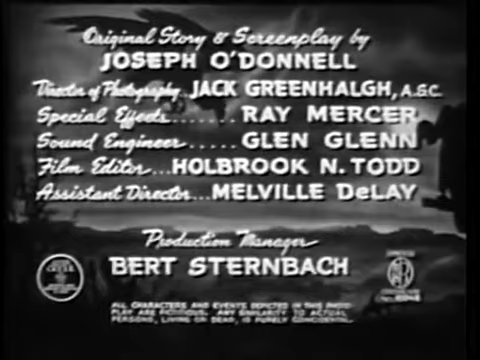 Original Story & Screenplay by
JOSEPH O'DONNELL
Director of Photography JACK GREENHALGH, A.S.C.
Special Effects.......RAY MERCER
Sound Engineer.....GLEN GLENN
Film Editor...HOLBROOK N. TODD
Assistant Director...MELVILLE DeLAY
Production Manager
BERT STERNBACH
ALL CHARACTERS AND EVENTS DEPICTED IN THIS PHOTO-
PLAY ARE FICTITIOUS. ANY SIMILARITY TO ACTUAL
PERSONS, LIVING OR DEAD, IS PURELY COINCIDENTAL.